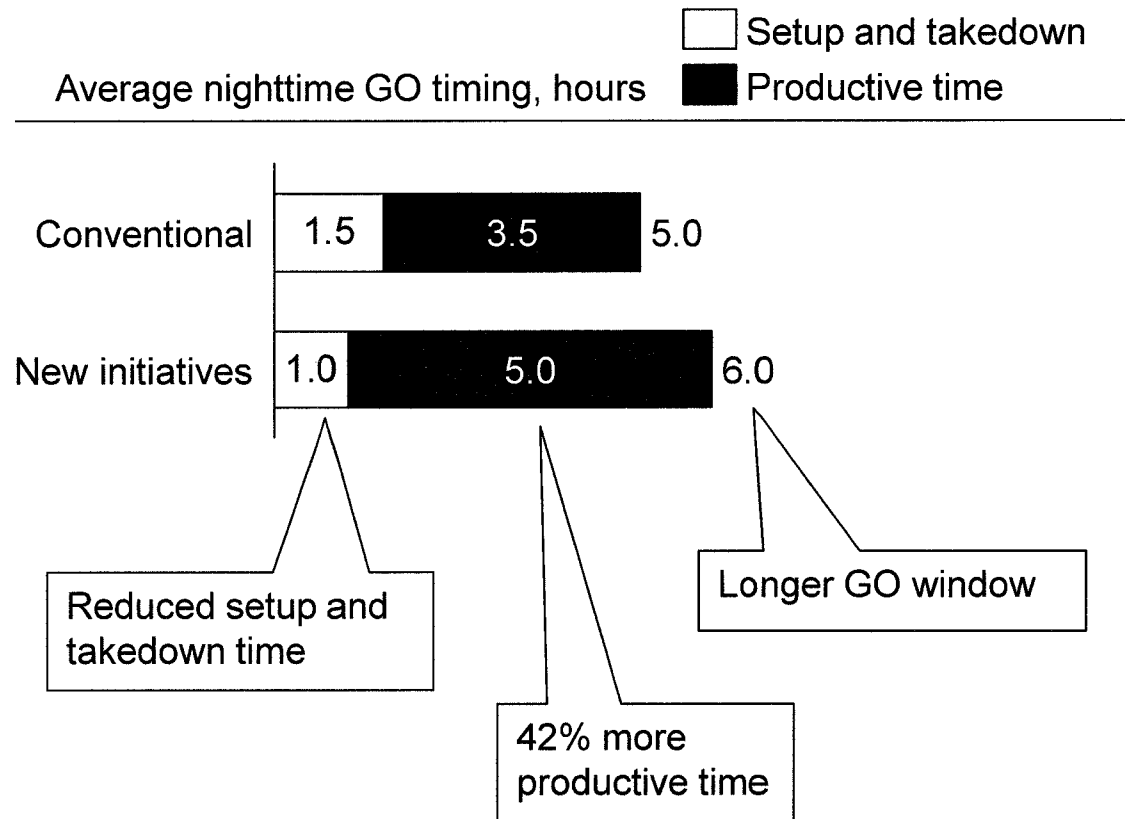 Setup and takedown
Average nighttime GO timing, hours
Productive time
Conventional
1.5
3.5
5.0
New initiatives
1.0
5.0
6.0
Reduced setup and
takedown time
Longer GO window
42% more
productive time